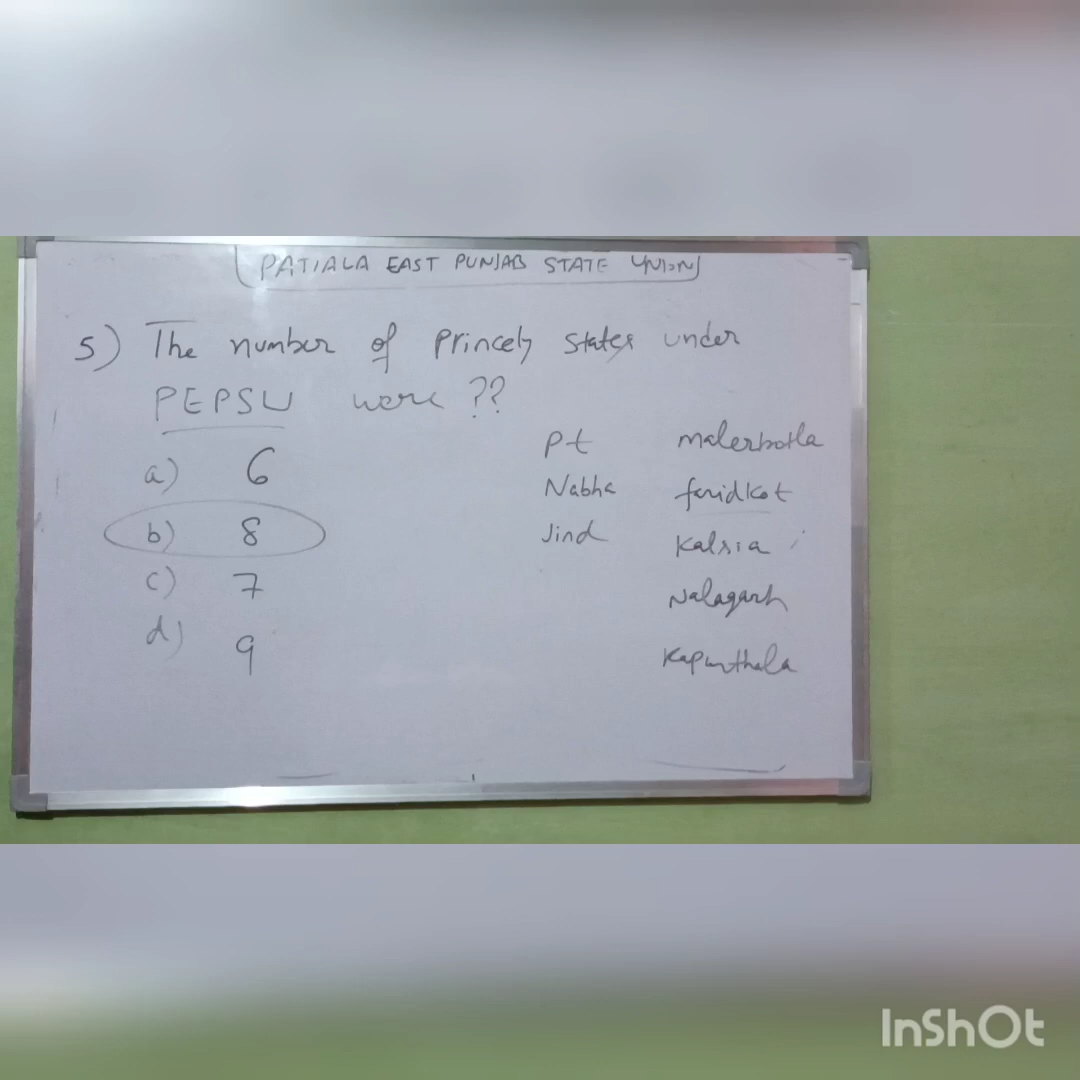 PATIALA EAST PUNJAB STATE UNION
5) The number of Princely states under
PEPSU were ??
a) 6
b) 8
c) 7
d) 9
Pt
Nabha
Jind
malerkotla
faridkot
Kalsia
Nalagarh
Kapurthala
InShOt